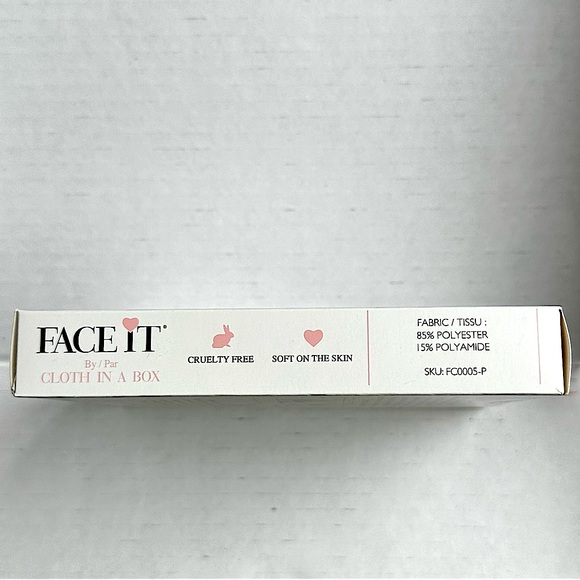 FACE IT®
By / Par
CLOTH IN A BOX
CRUELTY FREE
SOFT ON THE SKIN
FABRIC / TISSU :
85% POLYESTER
15% POLYAMIDE
SKU: FC0005-P